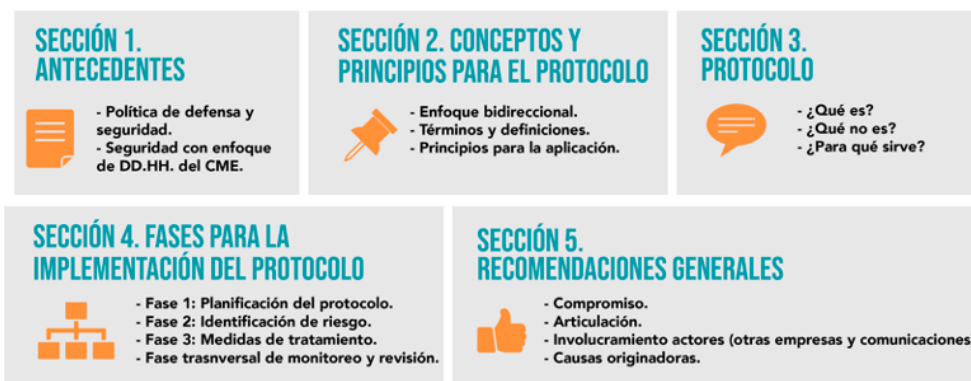 SECCIÓN 1.
ANTECEDENTES
- Política de defensa y
seguridad.
- Seguridad con enfoque
de DD.HH. del CME.
SECCIÓN 2. CONCEPTOS Y
PRINCIPIOS PARA EL PROTOCOLO
- Enfoque bidireccional.
- Términos y definiciones.
- Principios para la aplicación.
SECCIÓN 3.
PROTOCOLO
- ¿Qué es?
- ¿Qué no es?
- ¿Para qué sirve?
SECCIÓN 4. FASES PARA LA
IMPLEMENTACIÓN DEL PROTOCOLO
- Fase 1: Planificación del protocolo.
- Fase 2: Identificación de riesgo.
- Fase 3: Medidas de tratamiento.
- Fase trasnversal de monitoreo y revisión.
SECCIÓN 5.
RECOMENDACIONES GENERALES
- Compromiso.
- Articulación.
- Involucramiento actores (otras empresas y comunicaciones
- Causas originadoras.